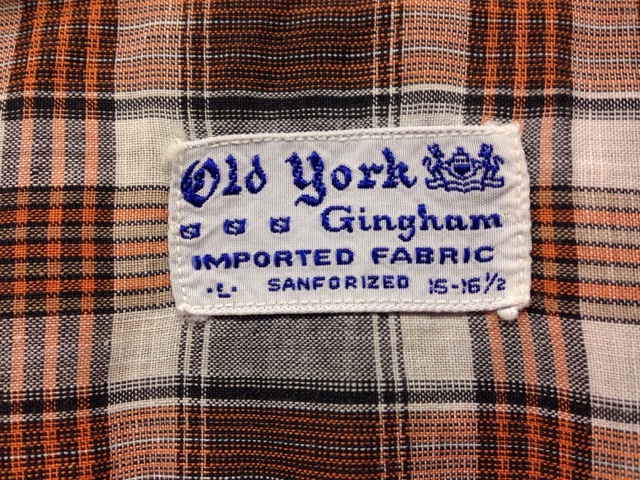 Old York
Gingham
IMPORTED FABRIC
-L- SANFORIZED 15-16½